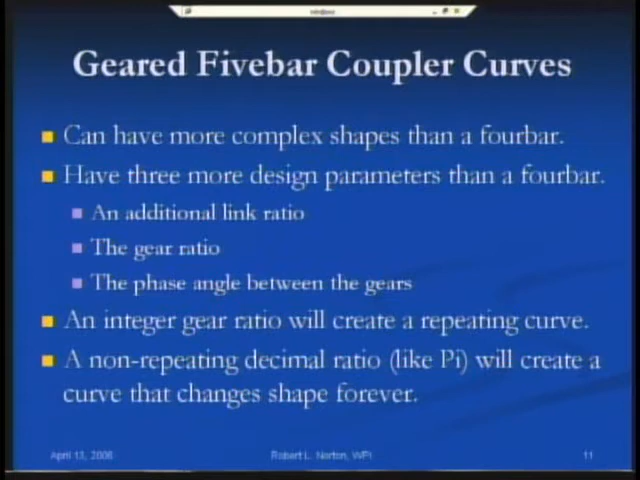 Geared Fivebar Coupler Curves
Can have more complex shapes than a fourbar.
Have three more design parameters than a fourbar.
An additional link ratio
The gear ratio
The phase angle between the gears
An integer gear ratio will create a repeating curve.
A non-repeating decimal ratio (like Pi) will create a
curve that changes shape forever.
April 13, 2006
Robert L. Norton, WPI
11